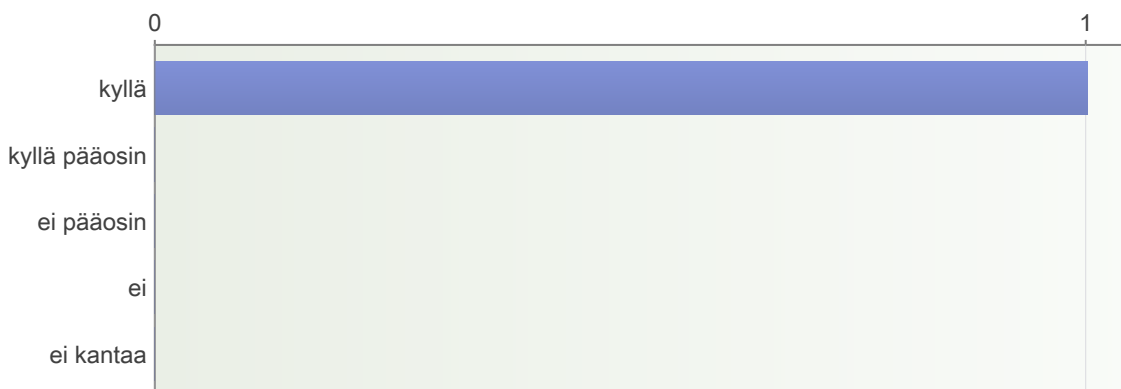 0 1
kyllä
kyllä pääosin
ei pääosin
ei
ei kantaa